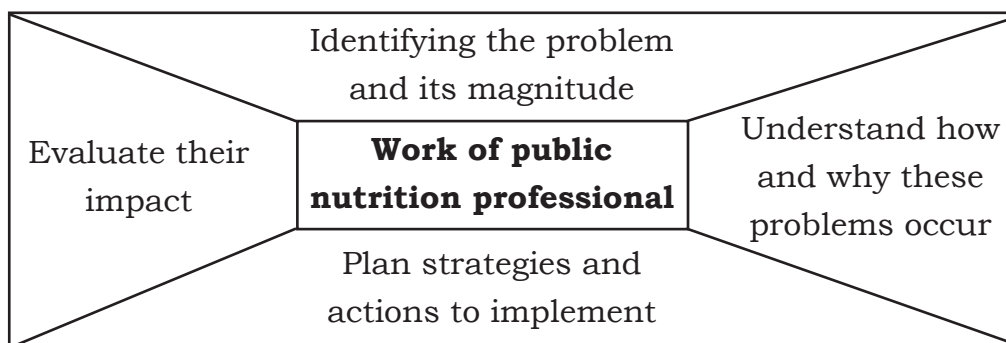 Identifying the problem
and its magnitude
Evaluate their
impact
Work of public
nutrition professional
Understand how
and why these
problems occur
Plan strategies and
actions to implement